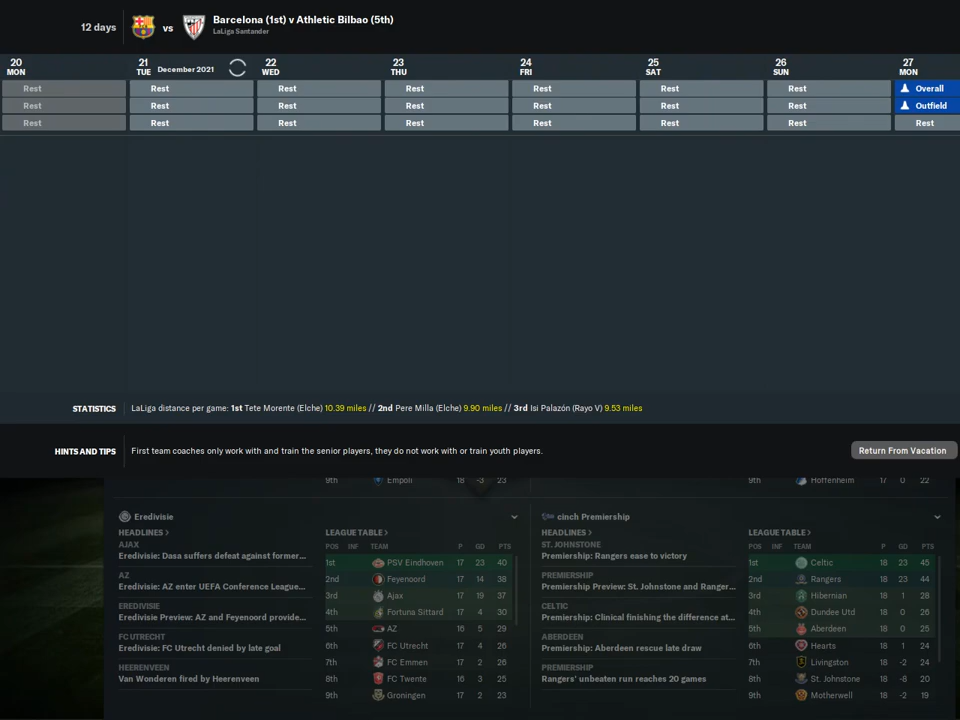 12 days
vs
Barcelona (1st) v Athletic Bilbao (5th)
LaLiga Santander
20 MON
21 TUE December 2021
22 WED
23 THU
24 FRI
25 SAT
26 SUN
27 MON
Rest Rest Rest Rest Rest Rest Rest Overall
Rest Rest Rest Rest Rest Rest Rest Outfield
Rest Rest Rest Rest Rest Rest Rest Rest
STATISTICS LaLiga distance per game: 1st Tete Morente (Elche) 10.39 miles // 2nd Pere Milla (Elche) 9.90 miles // 3rd Isi Palazón (Rayo V) 9.53 miles
HINTS AND TIPS First team coaches only work with and train the senior players, they do not work with or train youth players.
Return From Vacation
9th Empoli 18 -3 23
9th Hoffenheim 17 0 22
Eredivisie
HEADLINES >
AJAX
Eredivisie: Dasa suffers defeat against former...
AZ
Eredivisie: AZ enter UEFA Conference League...
EREDIVISIE
Eredivisie Preview: AZ and Feyenoord provide...
FC UTRECHT
Eredivisie: FC Utrecht denied by late goal
HEERENVEEN
Van Wonderen fired by Heerenveen
LEAGUE TABLE >
POS INF TEAM P GD PTS
1st PSV Eindhoven 17 23 40
2nd Feyenoord 17 14 38
3rd Ajax 17 19 37
4th Fortuna Sittard 17 4 30
5th AZ 16 5 29
6th FC Utrecht 17 4 26
7th FC Emmen 17 2 26
8th FC Twente 16 3 25
9th Groningen 17 2 23
cinch Premiership
HEADLINES >
ST. JOHNSTONE
Premiership: Rangers ease to victory
PREMIERSHIP
Premiership Preview: St. Johnstone and Ranger...
CELTIC
Premiership: Clinical finishing the difference at...
ABERDEEN
Premiership: Aberdeen rescue late draw
PREMIERSHIP
Rangers' unbeaten run reaches 20 games
LEAGUE TABLE >
POS INF TEAM P GD PTS
1st Celtic 18 23 45
2nd Rangers 18 23 44
3rd Hibernian 18 1 28
4th Dundee Utd 18 0 26
5th Aberdeen 18 0 25
6th Hearts 18 1 24
7th Livingston 18 -2 24
8th St. Johnstone 18 -8 20
9th Motherwell 18 -2 19